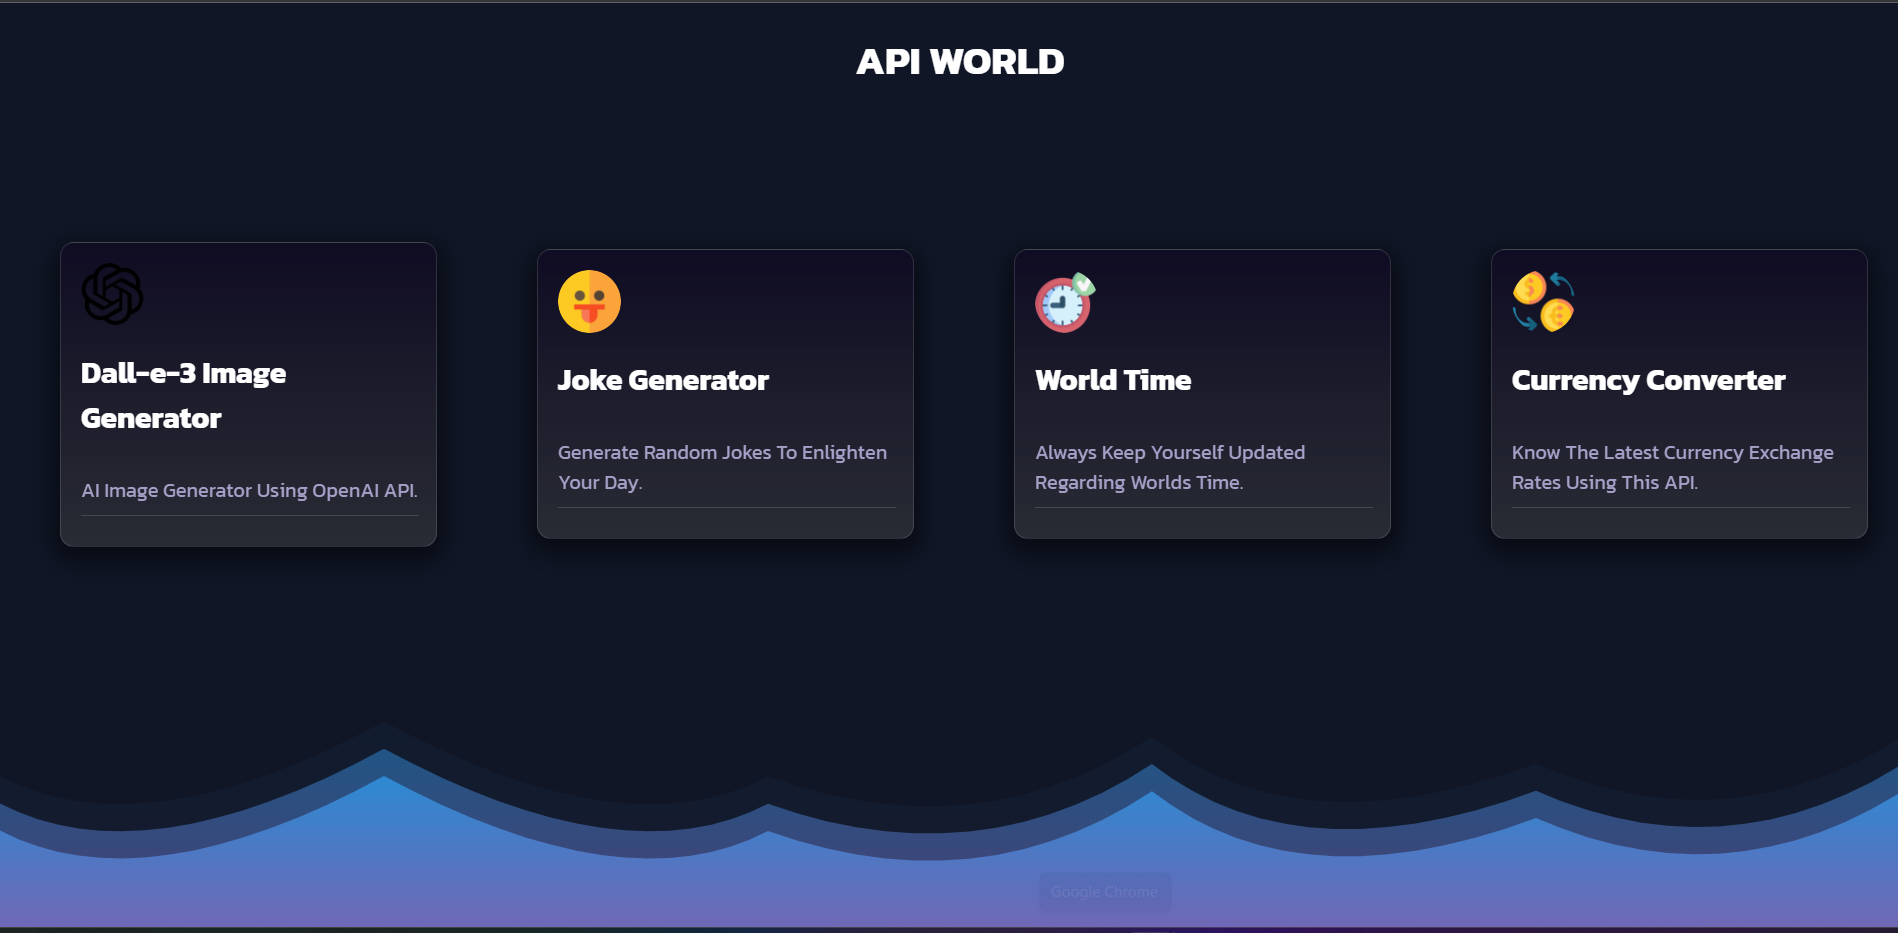 API WORLD
Dall-e-3 Image
Generator
AI Image Generator Using OpenAI API.
Joke Generator
Generate Random Jokes To Enlighten
Your Day.
World Time
Always Keep Yourself Updated
Regarding Worlds Time.
Currency Converter
Know The Latest Currency Exchange
Rates Using This API.
Google Chrome